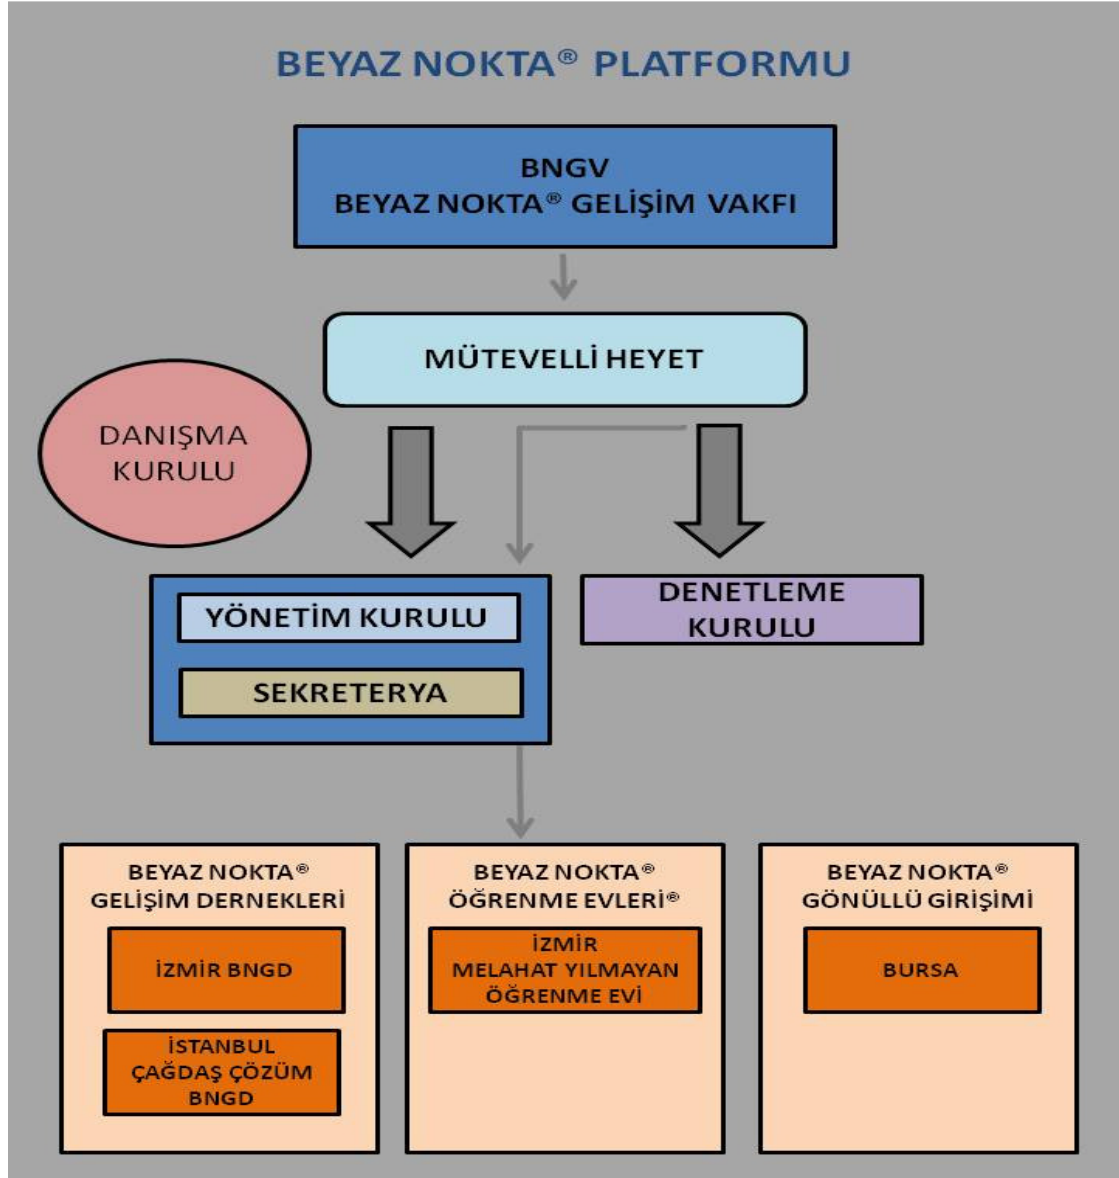 BEYAZ NOKTA® PLATFORMU
BNGV
BEYAZ NOKTA® GELİŞİM VAKFI
MÜTEVELLİ HEYET
DANIŞMA
KURULU
YÖNETİM KURULU
SEKRETERYA
DENETLEME
KURULU
BEYAZ NOKTA®
GELİŞİM DERNEKLERİ
İZMİR BNGD
İSTANBUL
ÇAĞDAŞ ÇÖZÜM
BNGD
BEYAZ NOKTA®
ÖĞRENME EVLERİ®
İZMİR
MELAHAT YILMAYAN
ÖĞRENME EVİ
BEYAZ NOKTA®
GÖNÜLLÜ GİRİŞİMİ
BURSA